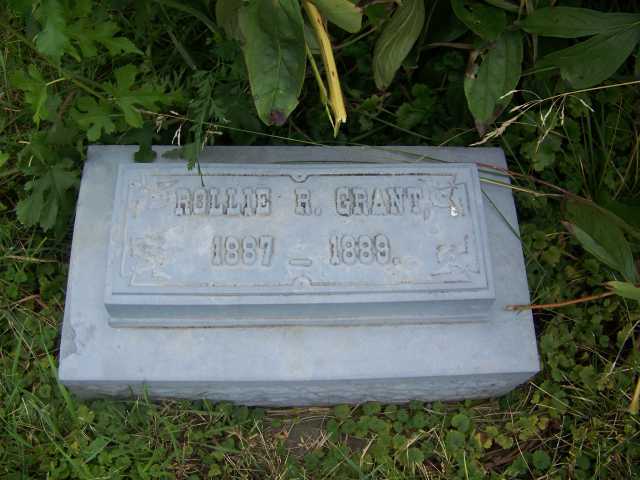 ROLLIE R. GRANT,
1887 – 1889.